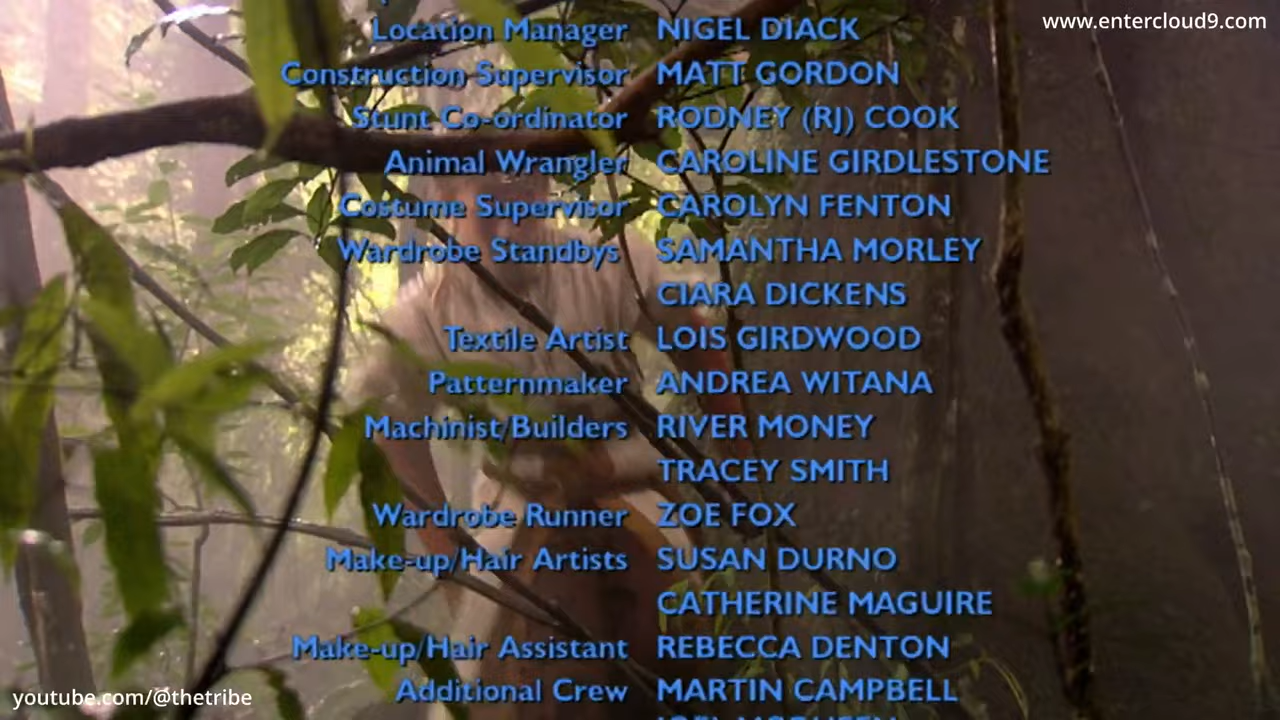 www.entercloud9.com
Location Manager NIGEL DIACK
Construction Supervisor MATT GORDON
Stunt Co-ordinator RODNEY (RJ) COOK
Animal Wrangler CAROLINE GIRDLESTONE
Costume Supervisor CAROLYN FENTON
Wardrobe Standbys SAMANTHA MORLEY
CIARA DICKENS
Textile Artist LOIS GIRDWOOD
Patternmaker ANDREA WITANA
Machinist/Builders RIVER MONEY
TRACEY SMITH
Wardrobe Runner ZOE FOX
Make-up/Hair Artists SUSAN DURNO
CATHERINE MAGUIRE
Make-up/Hair Assistant REBECCA DENTON
Additional Crew MARTIN CAMPBELL
youtube.com/@thetribe